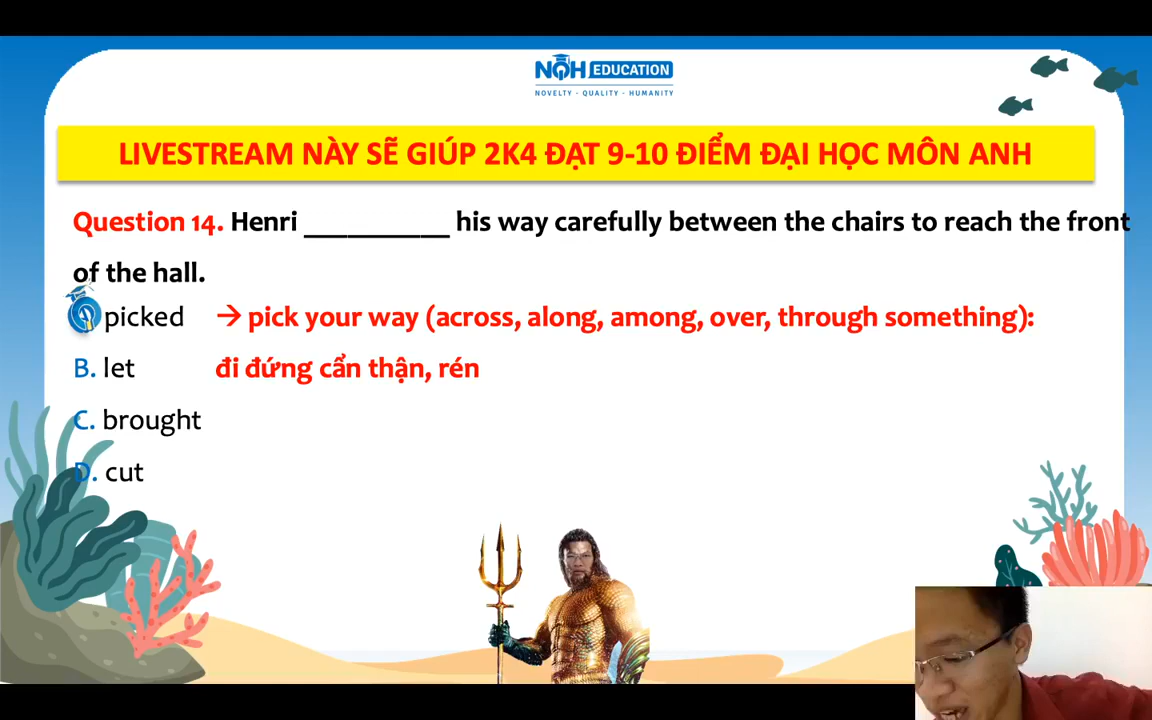 NQH EDUCATION
NOVELTY - QUALITY - HUMANITY
LIVESTREAM NÀY SẼ GIÚP 2K4 ĐẠT 9-10 ĐIỂM ĐẠI HỌC MÔN ANH
Question 14. Henri __________ his way carefully between the chairs to reach the front
of the hall.
picked → pick your way (across, along, among, over, through something):
B. let đi đứng cẩn thận, rén
C. brought
D. cut